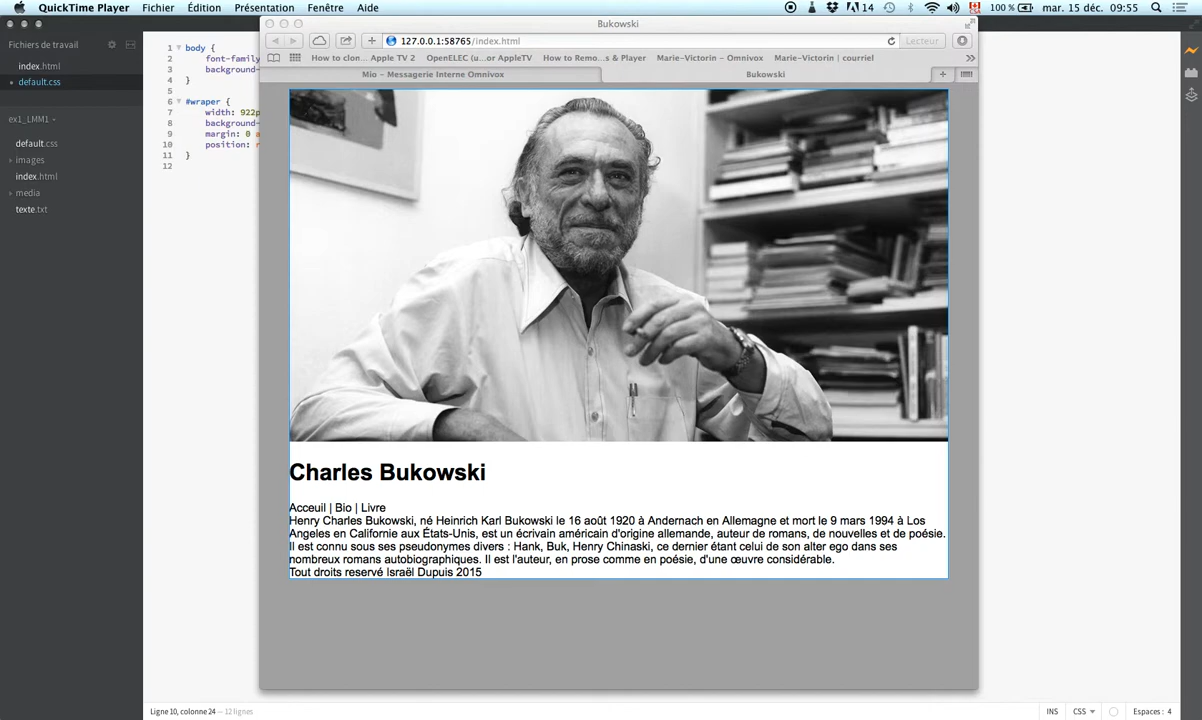 QuickTime Player Fichier Édition Présentation Fenêtre Aide
14 100 % mar. 15 déc. 09:55
Bukowski
127.0.0.1:58765/index.html
Lecteur
How to clon... Apple TV 2 OpenELEC (u...or AppleTV How to Remo...s & Player Marie-Victorin – Omnivox Marie-Victorin | courriel
Mio – Messagerie Interne Omnivox
Bukowski
Fichiers de travail
index.html
default.css
ex1_LMM1
default.css
images
index.html
media
texte.txt
1 body {
2 font-family
3 background-
4 }
5
6 #wraper {
7 width: 922p
8 background-
9 margin: 0 a
10 position: r
11 }
12
Charles Bukowski
Acceuil | Bio | Livre
Henry Charles Bukowski, né Heinrich Karl Bukowski le 16 août 1920 à Andernach en Allemagne et mort le 9 mars 1994 à Los
Angeles en Californie aux États-Unis, est un écrivain américain d'origine allemande, auteur de romans, de nouvelles et de poésie.
Il est connu sous ses pseudonymes divers : Hank, Buk, Henry Chinaski, ce dernier étant celui de son alter ego dans ses
nombreux romans autobiographiques. Il est l'auteur, en prose comme en poésie, d'une œuvre considérable.
Tout droits reservé Israël Dupuis 2015
Ligne 10, colonne 24 — 12 lignes
INS CSS Espaces : 4